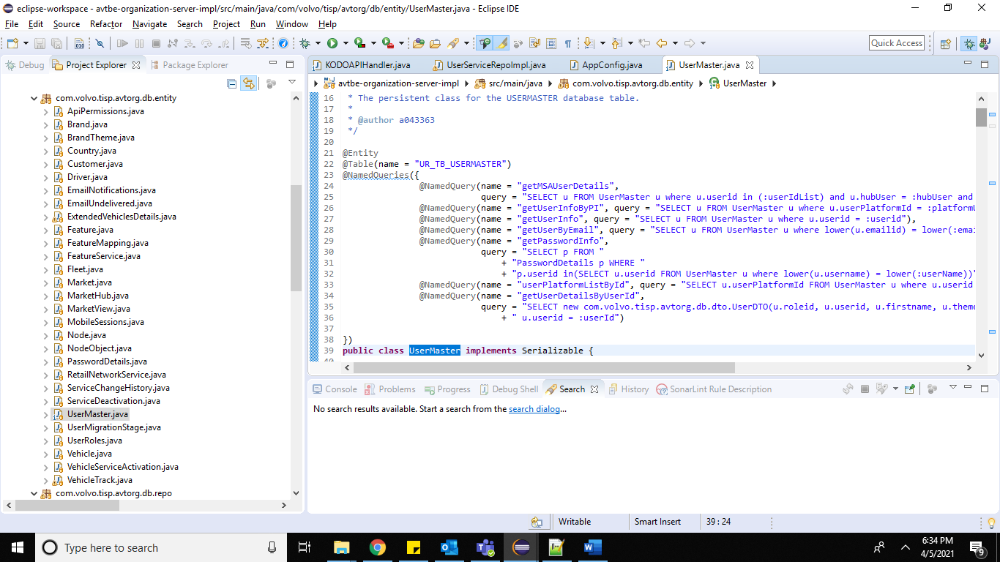 eclipse-workspace - avtbe-organization-server-impl/src/main/java/com/volvo/tisp/avtorg/db/entity/UserMaster.java - Eclipse IDE
File Edit Source Refactor Navigate Search Project Run Window Help
Quick Access
Debug Project Explorer Package Explorer
com.volvo.tisp.avtorg.db.entity
ApiPermissions.java
Brand.java
BrandTheme.java
Country.java
Customer.java
Driver.java
EmailNotifications.java
EmailUndelivered.java
ExtendedVehiclesDetails.java
Feature.java
FeatureMapping.java
FeatureService.java
Fleet.java
Market.java
MarketHub.java
MarketView.java
MobileSessions.java
Node.java
NodeObject.java
PasswordDetails.java
RetailNetworkService.java
ServiceChangeHistory.java
ServiceDeactivation.java
UserMaster.java
UserMigrationStage.java
UserRoles.java
Vehicle.java
VehicleServiceActivation.java
VehicleTrack.java
com.volvo.tisp.avtorg.db.repo
KODOAPIHandler.java UserServiceRepoImpl.java AppConfig.java UserMaster.java
avtbe-organization-server-impl src/main/java com.volvo.tisp.avtorg.db.entity UserMaster
16 * The persistent class for the USERMASTER database table.
17 *
18 * @author a043363
19 */
20
21 @Entity
22 @Table(name = "UR_TB_USERMASTER")
23 @NamedQueries({
24 @NamedQuery(name = "getMSAUserDetails",
25 query = "SELECT u FROM UserMaster u where u.userid in (:userIdList) and u.hubUser = :hubUser and
26 @NamedQuery(name = "getUserInfoByPI", query = "SELECT u FROM UserMaster u where u.userPlatformId = :platformU
27 @NamedQuery(name = "getUserInfo", query = "SELECT u FROM UserMaster u where u.userid = :userid"),
28 @NamedQuery(name = "getUserByEmail", query = "SELECT u FROM UserMaster u where lower(u.emailid) = lower(:emai
29 @NamedQuery(name = "getPasswordInfo",
30 query = "SELECT p FROM "
31 + "PasswordDetails p WHERE "
32 + "p.userid in(SELECT u.userid FROM UserMaster u where lower(u.username) = lower(:userName))"
33 @NamedQuery(name = "userPlatformListById", query = "SELECT u.userPlatformId FROM UserMaster u where u.userid
34 @NamedQuery(name = "getUserDetailsByUserId",
35 query = "SELECT new com.volvo.tisp.avtorg.db.dto.UserDTO(u.roleid, u.userid, u.firstname, u.theme
36 + " u.userid = :userId")
37
38 })
39 public class UserMaster implements Serializable {
40
Console Problems Progress Debug Shell Search History SonarLint Rule Description
No search results available. Start a search from the search dialog...
Writable Smart Insert 39 : 24
Type here to search
6:34 PM
4/5/2021
9